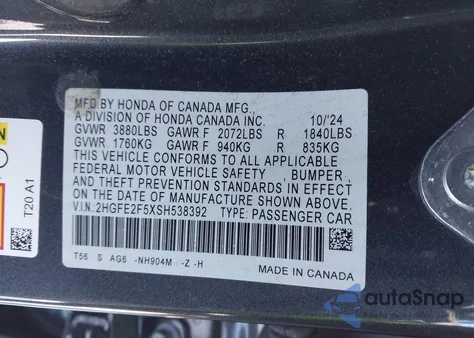 MFD BY HONDA OF CANADA MFG.,
A DIVISION OF HONDA CANADA INC. 10/'24
GVWR 3880LBS GAWR F 2072LBS R 1840LBS
GVWR 1760KG GAWR F 940KG R 835KG
THIS VEHICLE CONFORMS TO ALL APPLICABLE
FEDERAL MOTOR VEHICLE SAFETY , BUMPER ,
AND THEFT PREVENTION STANDARDS IN EFFECT
ON THE DATE OF MANUFACTURE SHOWN ABOVE.
V.I.N: 2HGFE2F5XSH538392 TYPE: PASSENGER CAR
T56 S AG6 -NH904M -Z -H
MADE IN CANADA
T20 A1
autoSnap
POWERED BY